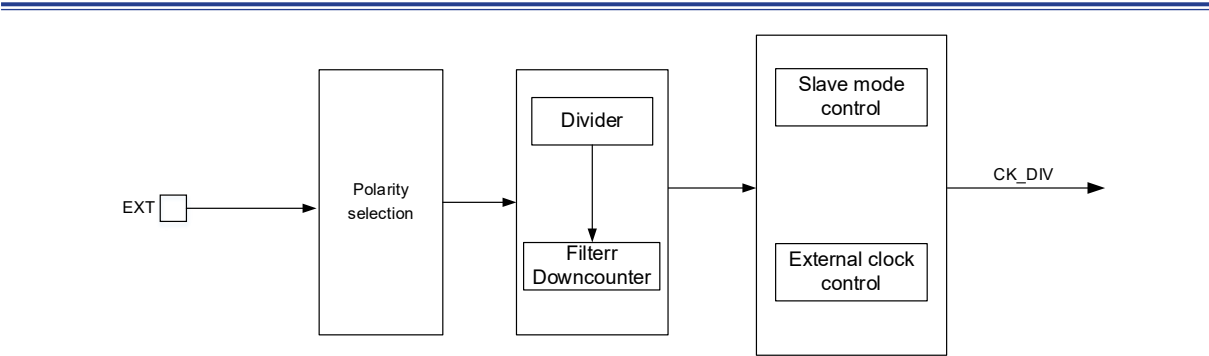 EXT
Polarity
selection
Divider
Filterr
Downcounter
Slave mode
control
External clock
control
CK_DIV